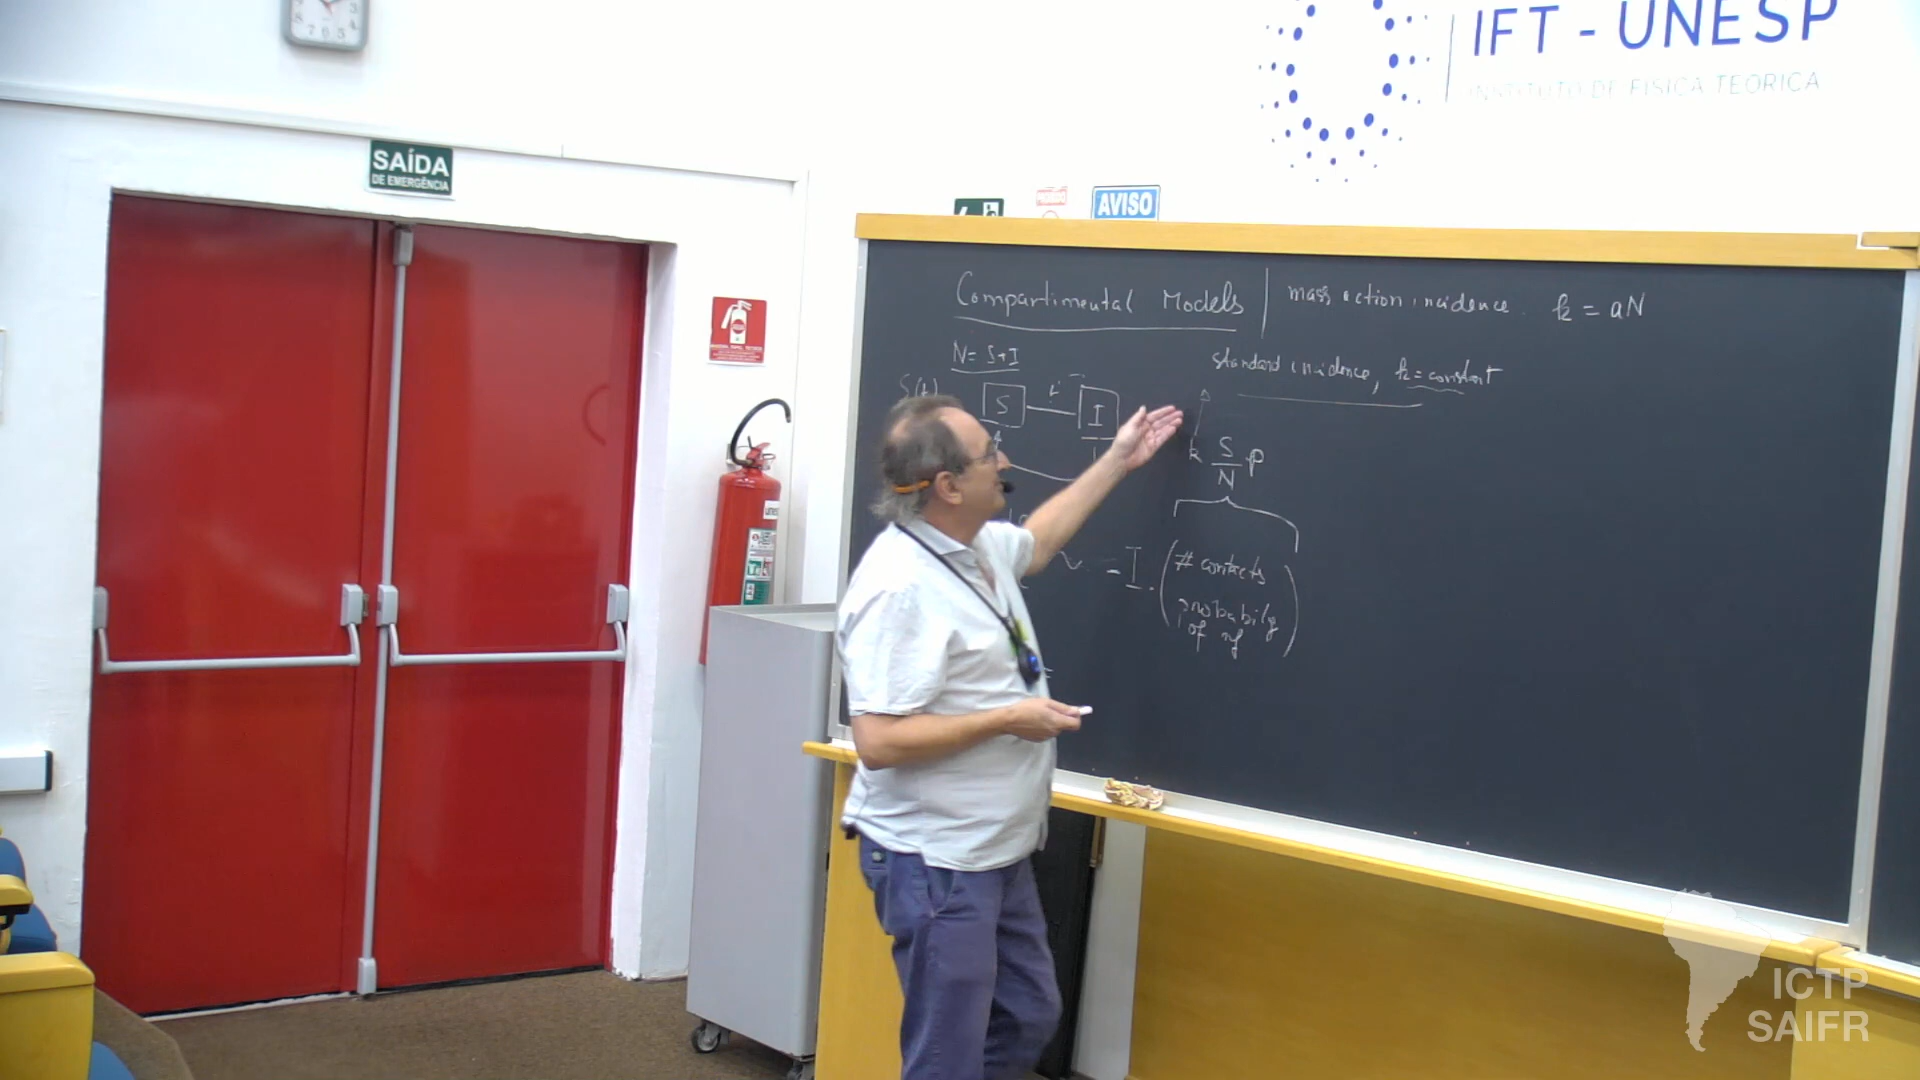 IFT - UNESP
INSTITUTO DE FÍSICA TEÓRICA
SAÍDA
DE EMERGÊNCIA
AVISO
Compartimental Models
mass action incidence k = aN
N = S+I
standard incidence, k = constant
S(t)
S
I
k S/N p
- I . ( # contacts
probability
of inf )
ICTP
SAIFR